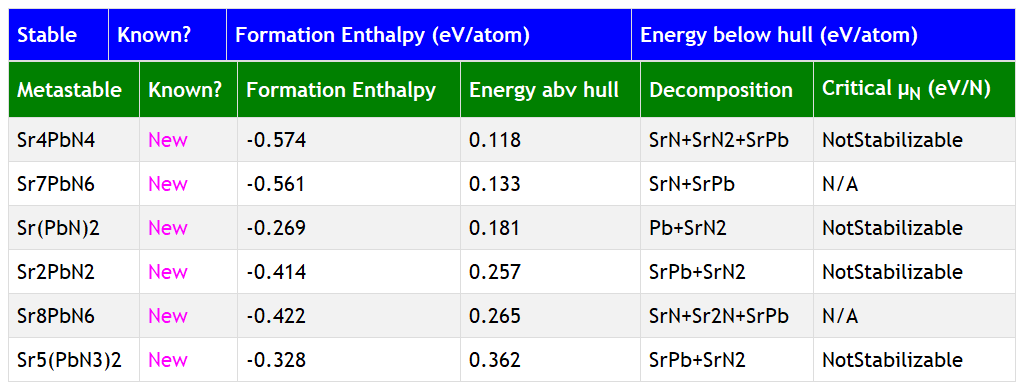 Stable Known? Formation Enthalpy (eV/atom) Energy below hull (eV/atom)
Metastable Known? Formation Enthalpy Energy abv hull Decomposition Critical μN (eV/N)
Sr4PbN4 New -0.574 0.118 SrN+SrN2+SrPb NotStabilizable
Sr7PbN6 New -0.561 0.133 SrN+SrPb N/A
Sr(PbN)2 New -0.269 0.181 Pb+SrN2 NotStabilizable
Sr2PbN2 New -0.414 0.257 SrPb+SrN2 NotStabilizable
Sr8PbN6 New -0.422 0.265 SrN+Sr2N+SrPb N/A
Sr5(PbN3)2 New -0.328 0.362 SrPb+SrN2 NotStabilizable